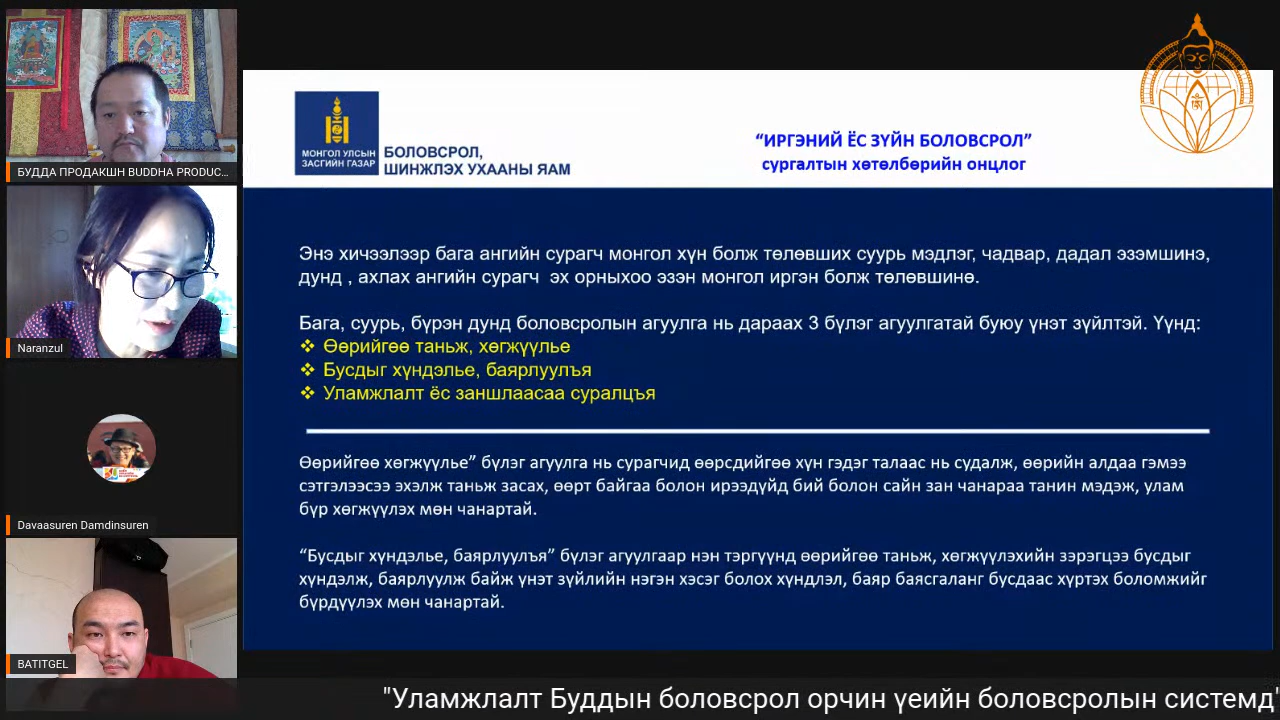 БУДДА ПРОДАКШН BUDDHA PRODUC...
Naranzul
Davaasuren Damdinsuren
BATITGEL
МОНГОЛ УЛСЫН
ЗАСГИЙН ГАЗАР
БОЛОВСРОЛ,
ШИНЖЛЭХ УХААНЫ ЯАМ
“ИРГЭНИЙ ЁС ЗҮЙН БОЛОВСРОЛ”
сургалтын хөтөлбөрийн онцлог
Энэ хичээлээр бага ангийн сурагч монгол хүн болж төлөвших суурь мэдлэг, чадвар, дадал эзэмшинэ,
дунд , ахлах ангийн сурагч эх орныхоо эзэн монгол иргэн болж төлөвшинө.
Бага, суурь, бүрэн дунд боловсролын агуулга нь дараах 3 бүлэг агуулгатай буюу үнэт зүйлтэй. Үүнд:
❖ Өөрийгөө таньж, хөгжүүлье
❖ Бусдыг хүндэлье, баярлуулъя
❖ Уламжлалт ёс заншлаасаа суралцъя
Өөрийгөө хөгжүүлье” бүлэг агуулга нь сурагчид өөрсдийгөө хүн гэдэг талаас нь судалж, өөрийн алдаа гэмээ
сэтгэлээсээ эхэлж таньж засах, өөрт байгаа болон ирээдүйд бий болон сайн зан чанараа танин мэдэж, улам
бүр хөгжүүлэх мөн чанартай.
“Бусдыг хүндэлье, баярлуулъя” бүлэг агуулгаар нэн тэргүүнд өөрийгөө таньж, хөгжүүлэхийн зэрэгцээ бусдыг
хүндэлж, баярлуулж байж үнэт зүйлийн нэгэн хэсэг болох хүндлэл, баяр баясгаланг бусдаас хүртэх боломжийг
бүрдүүлэх мөн чанартай.
"Уламжлалт Буддын боловсрол орчин үеийн боловсролын системд"